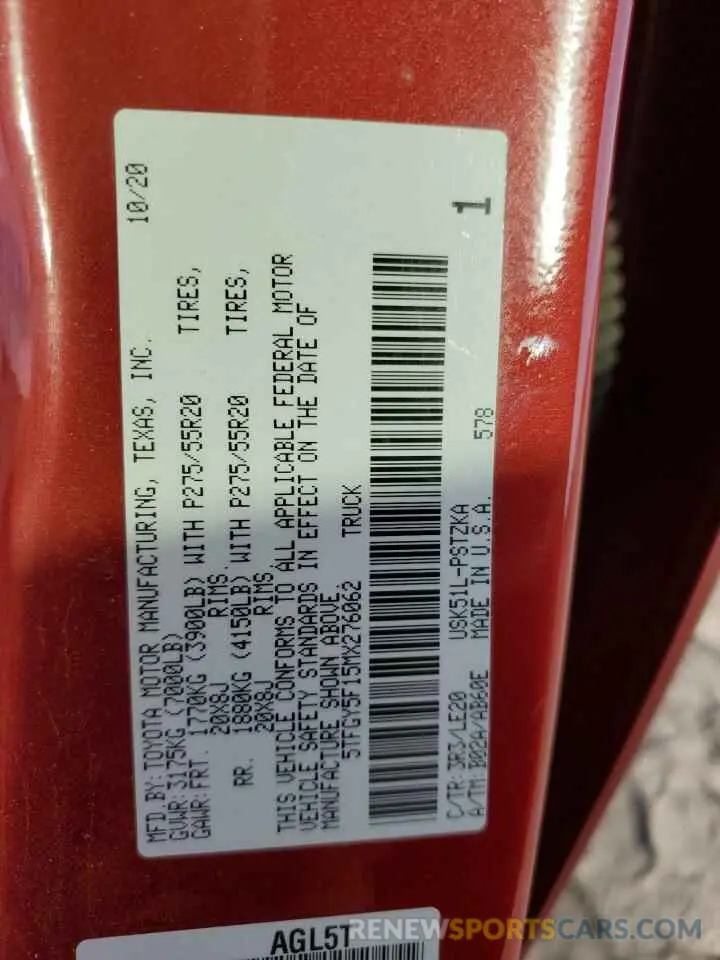 MFD.BY:TOYOTA MOTOR MANUFACTURING, TEXAS, INC. 10/20
GVWR:3175KG (7000LB)
GAWR:FRT. 1770KG (3900LB) WITH P275/55R20 TIRES,
20X8J RIMS.
RR. 1880KG (4150LB) WITH P275/55R20 TIRES,
20X8J RIMS
THIS VEHICLE CONFORMS TO ALL APPLICABLE FEDERAL MOTOR
VEHICLE SAFETY STANDARDS IN EFFECT ON THE DATE OF
MANUFACTURE SHOWN ABOVE.
5TFGY5F15MX276062 TRUCK
1
C/TR:3R3/LE20 USK51L-PSTZKA
A/TM:B02A/AB60E MADE IN U.S.A. 578
AGL5T
RENEWSPORTSCARS.COM